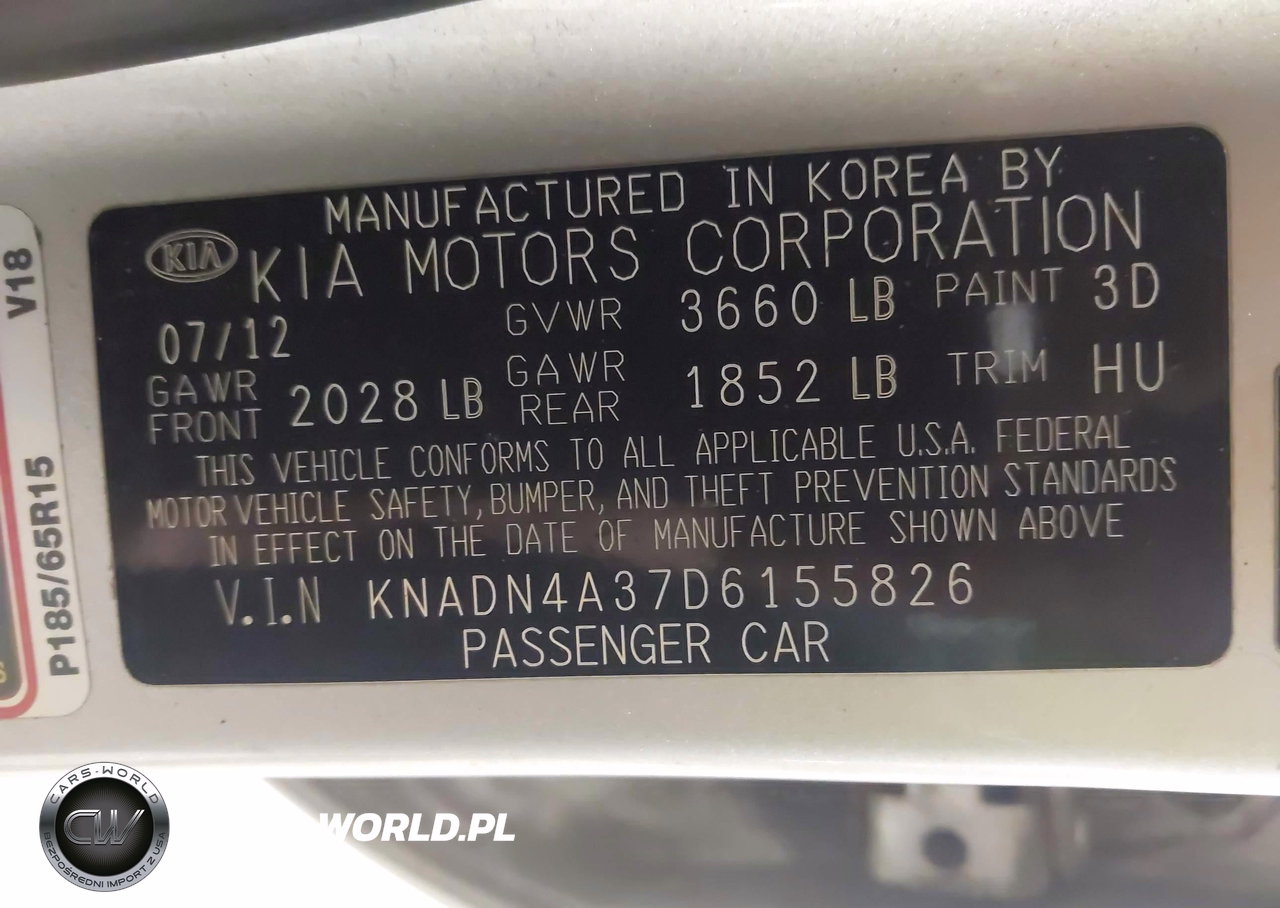 MANUFACTURED IN KOREA BY
KIA KIA MOTORS CORPORATION
07/12 GVWR 3660 LB PAINT 3D
GAWR FRONT 2028 LB GAWR REAR 1852 LB TRIM HU
THIS VEHICLE CONFORMS TO ALL APPLICABLE U.S.A. FEDERAL
MOTOR VEHICLE SAFETY, BUMPER, AND THEFT PREVENTION STANDARDS
IN EFFECT ON THE DATE OF MANUFACTURE SHOWN ABOVE
V.I.N KNADN4A37D6155826
PASSENGER CAR
V18
P185/65R15
S
CARS-WORLD
CW
BEZPOŚREDNI IMPORT Z USA
WORLD.PL